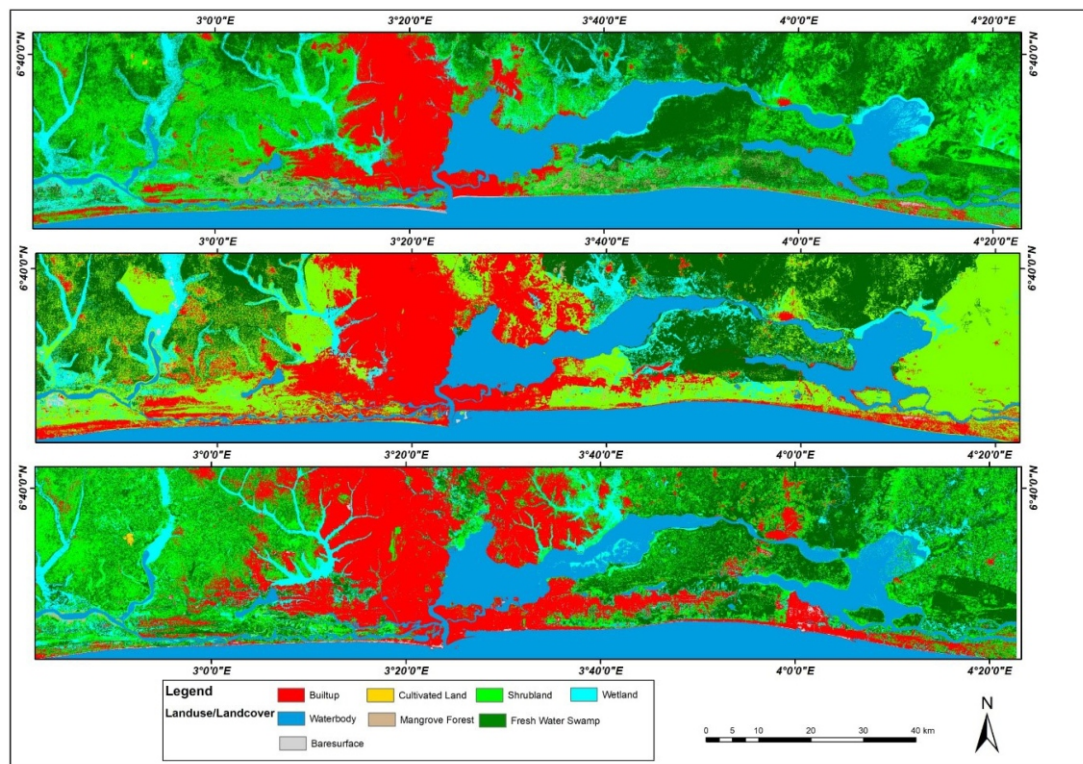 3°0'0"E 3°20'0"E 3°40'0"E 4°0'0"E 4°20'0"E
6°40'0"N 6°40'0"N
3°0'0"E 3°20'0"E 3°40'0"E 4°0'0"E 4°20'0"E
6°40'0"N 6°40'0"N
3°0'0"E 3°20'0"E 3°40'0"E 4°0'0"E 4°20'0"E
6°40'0"N 6°40'0"N
3°0'0"E 3°20'0"E 3°40'0"E 4°0'0"E 4°20'0"E
Legend
Builtup Cultivated Land Shrubland Wetland
Landuse/Landcover
Waterbody Mangrove Forest Fresh Water Swamp
Baresurface
0 5 10 20 30 40 km
N